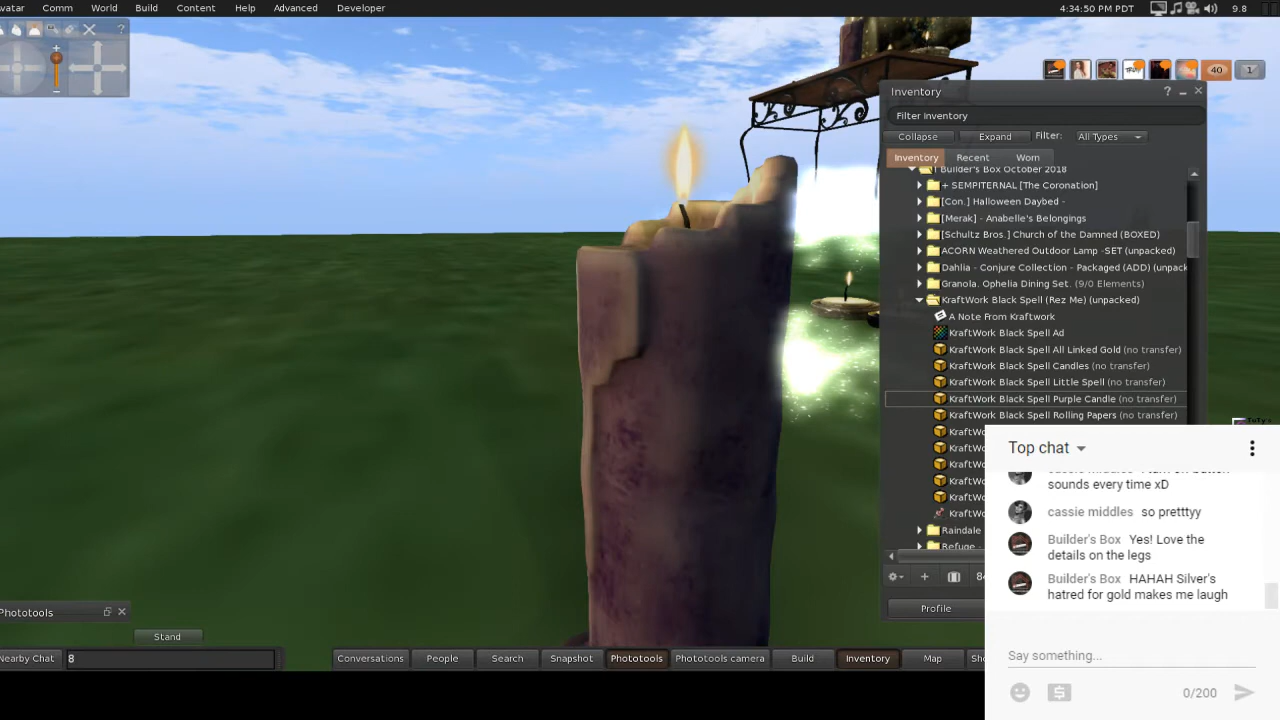 vatar Comm World Build Content Help Advanced Developer
4:34:50 PM PDT
9.8
?
40
1
Inventory
?
Filter Inventory
Collapse Expand Filter: All Types
Inventory Recent Worn
! Builder's Box October 2018
+ SEMPITERNAL [The Coronation]
[Con.] Halloween Daybed -
[Merak] - Anabelle's Belongings
[Schultz Bros.] Church of the Damned (BOXED)
ACORN Weathered Outdoor Lamp -SET (unpacked)
Dahlia - Conjure Collection - Packaged (ADD) (unpack
Granola. Ophelia Dining Set. (9/0 Elements)
KraftWork Black Spell (Rez Me) (unpacked)
A Note From Kraftwork
KraftWork Black Spell Ad
KraftWork Black Spell All Linked Gold (no transfer)
KraftWork Black Spell Candles (no transfer)
KraftWork Black Spell Little Spell (no transfer)
KraftWork Black Spell Purple Candle (no transfer)
KraftWork Black Spell Rolling Papers (no transfer)
KraftWo
KraftWo
KraftWo
KraftWo
KraftWo
KraftWo
Raindale
Refuge -
Profile
Top chat
sounds every time xD
cassie middles so pretttyy
Builder's Box Yes! Love the
details on the legs
Builder's Box HAHAH Silver's
hatred for gold makes me laugh
Say something...
0/200
Phototools
Stand
Nearby Chat 8
Conversations People Search Snapshot Phototools Phototools camera Build Inventory Map